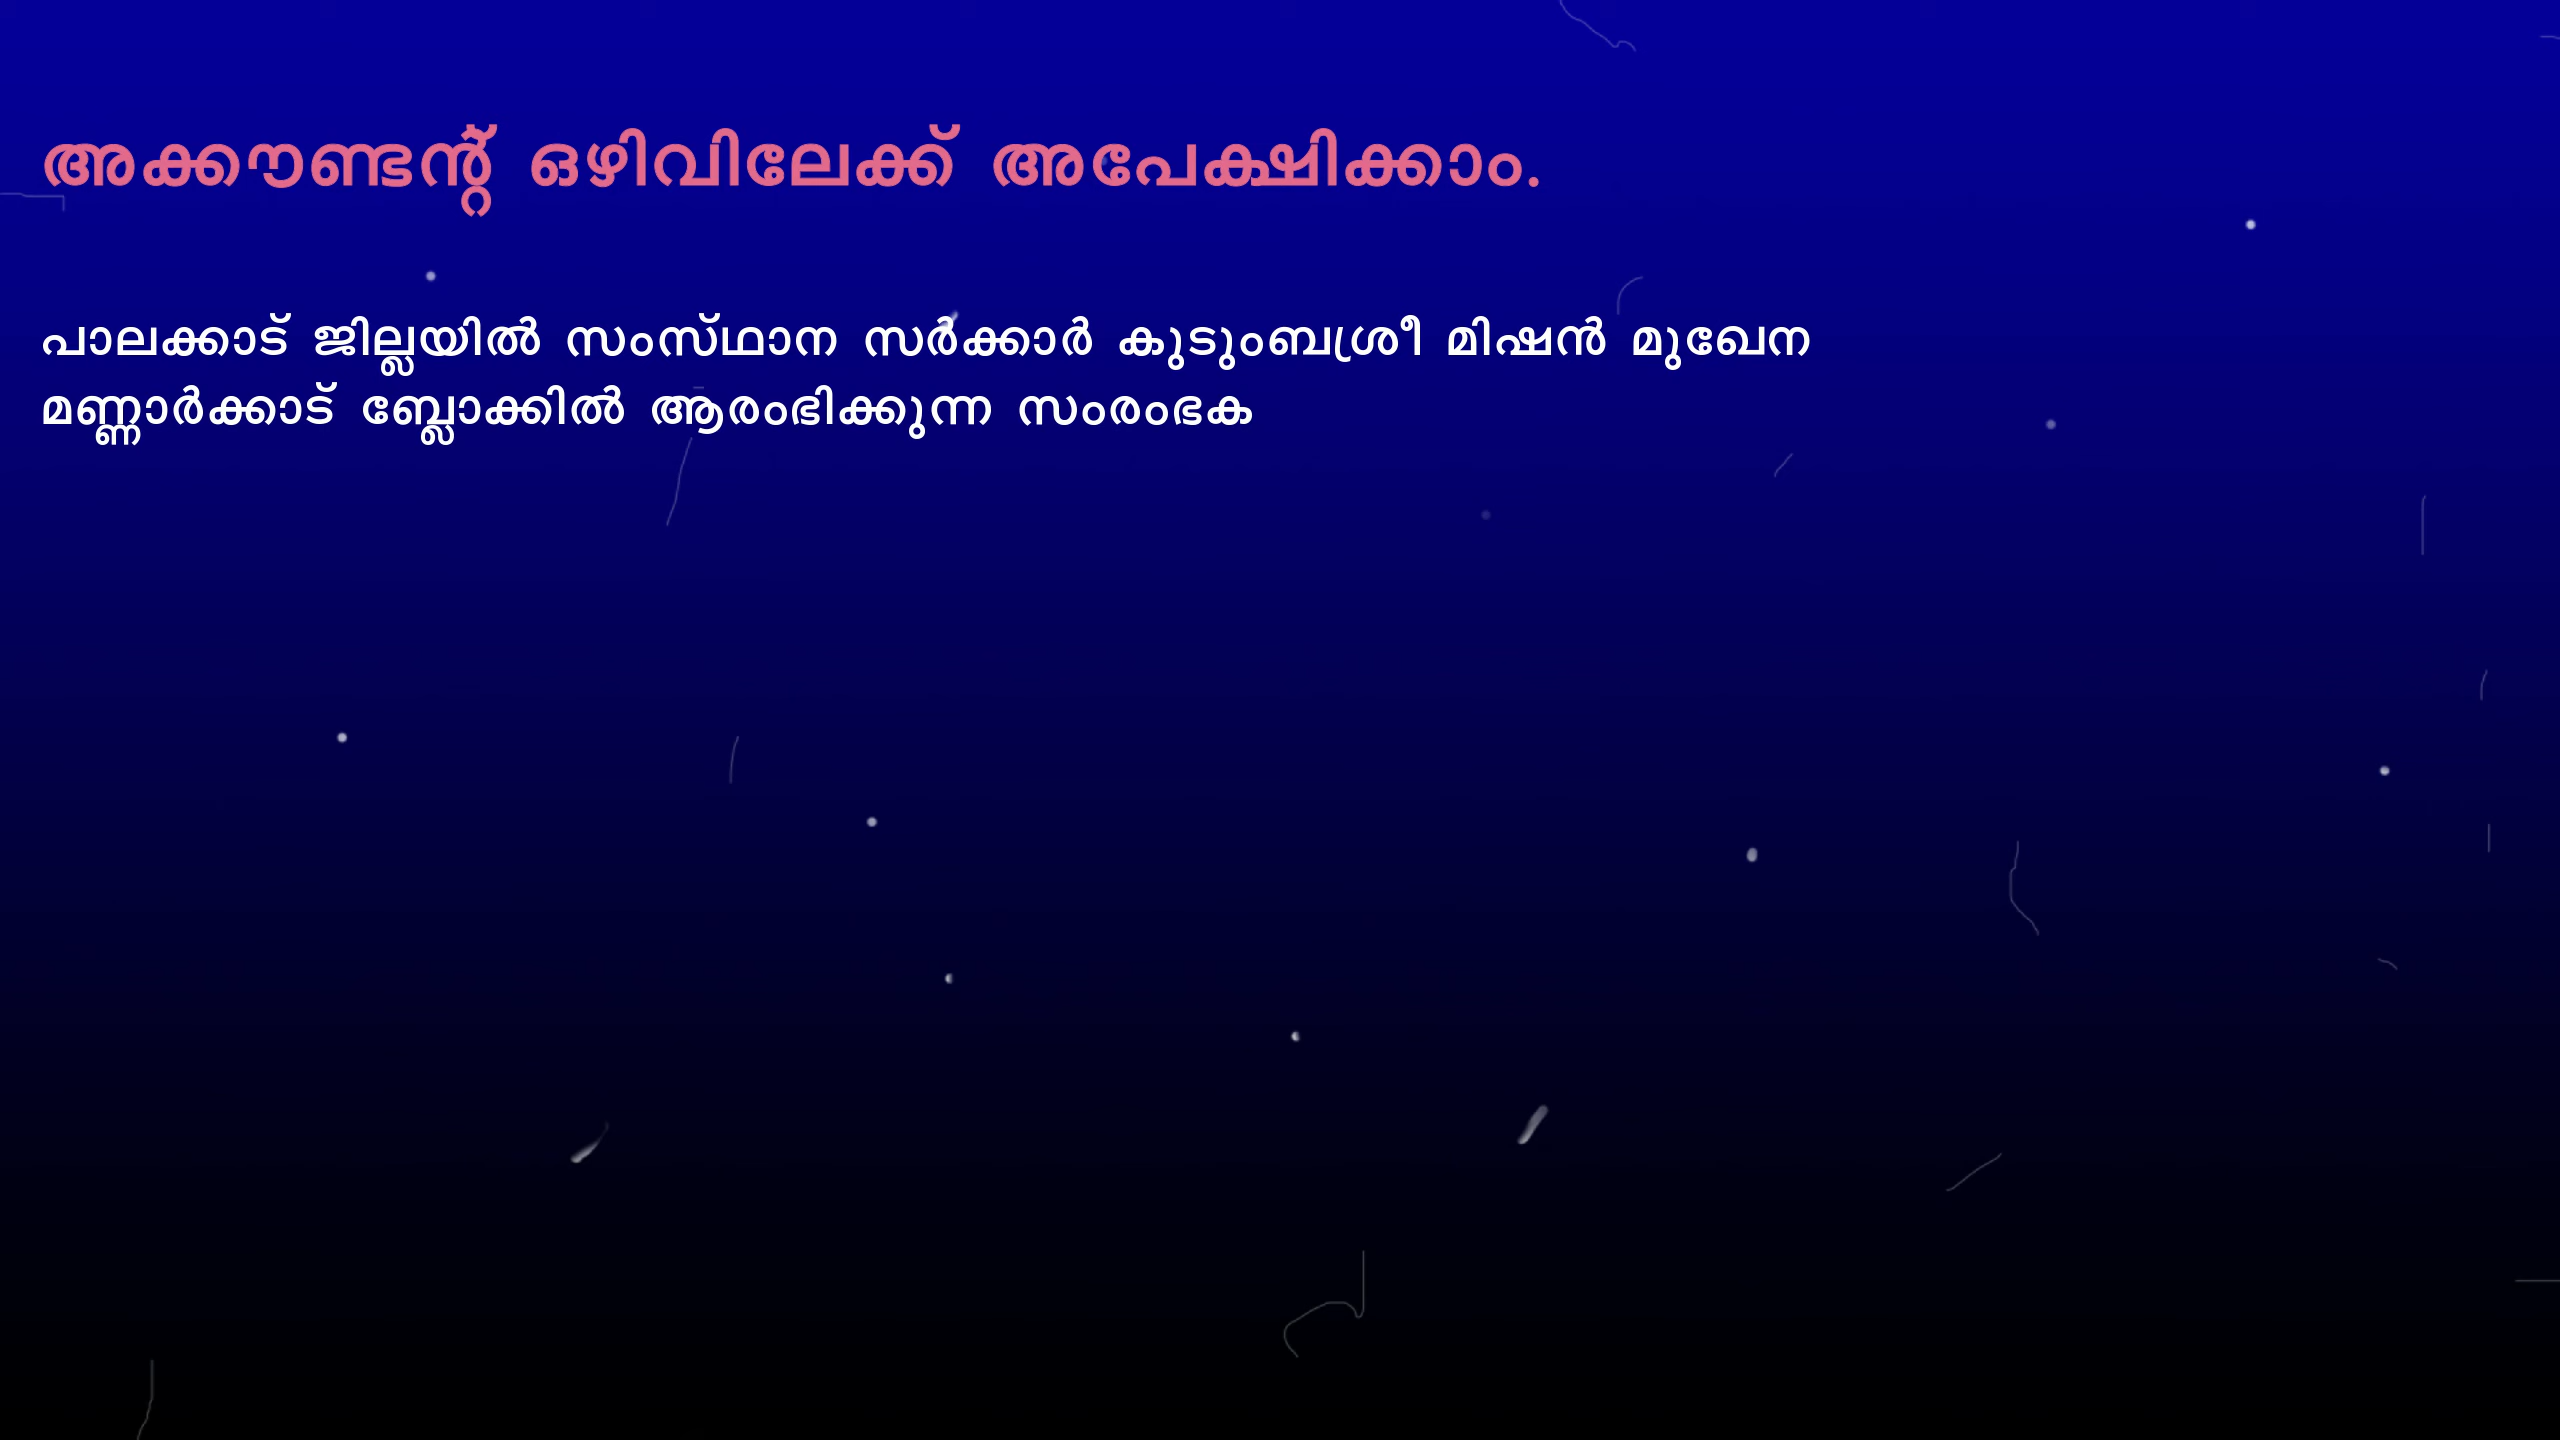 അക്കൗണ്ടന്റ് ഒഴിവിലേക്ക് അപേക്ഷിക്കാം.
പാലക്കാട് ജില്ലയിൽ സംസ്ഥാന സർക്കാർ കുടുംബശ്രീ മിഷൻ മുഖേന
മണ്ണാർക്കാട് ബ്ലോക്കിൽ ആരംഭിക്കുന്ന സംരംഭക